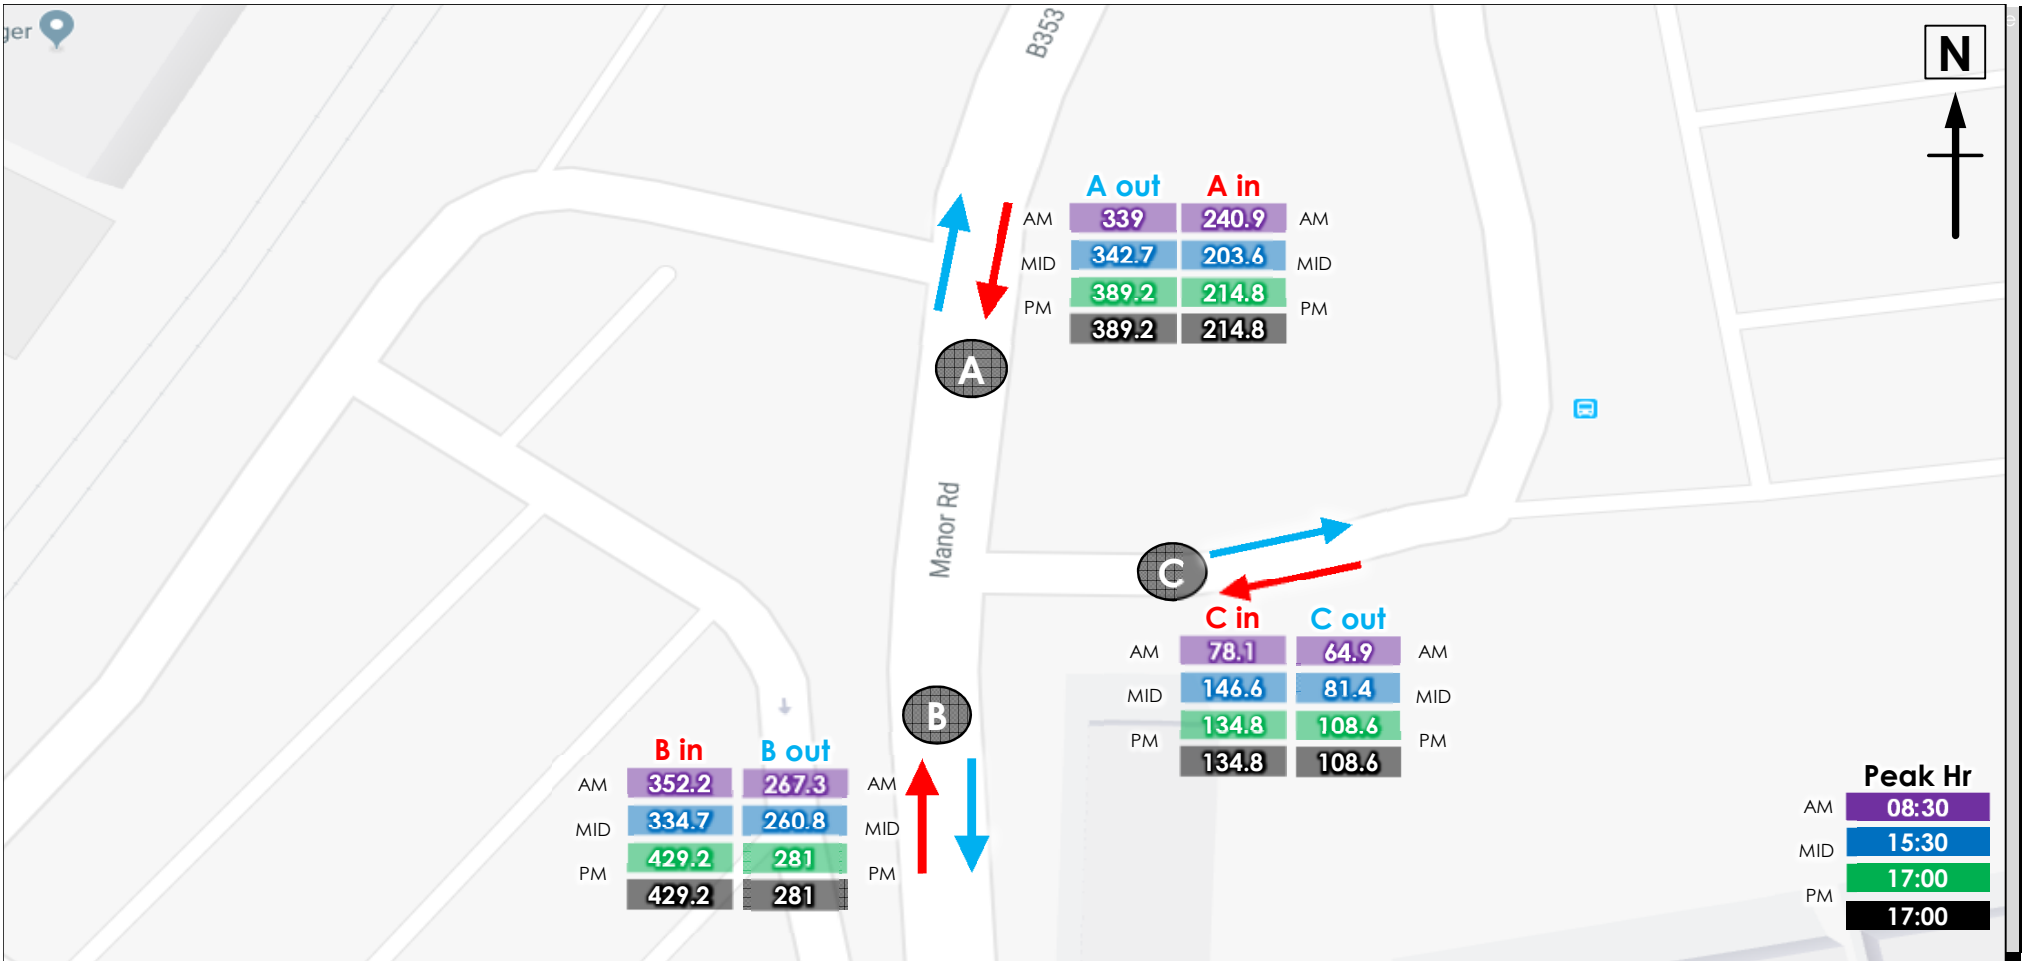 ger
B353
N
A out A in
AM 339 240.9 AM
MID 342.7 203.6 MID
PM 389.2 214.8 PM
389.2 214.8
A
Manor Rd
C
C in C out
AM 78.1 64.9 AM
MID 146.6 81.4 MID
PM 134.8 108.6 PM
134.8 108.6
B
B in B out
AM 352.2 267.3 AM
MID 334.7 260.8 MID
PM 429.2 281 PM
429.2 281
Peak Hr
AM 08:30
MID 15:30
PM 17:00
17:00